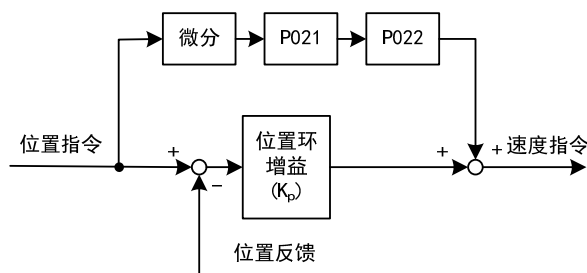 微分
P021
P022
位置指令
+
−
位置环
增益
(Kp)
+
+
速度指令
位置反馈